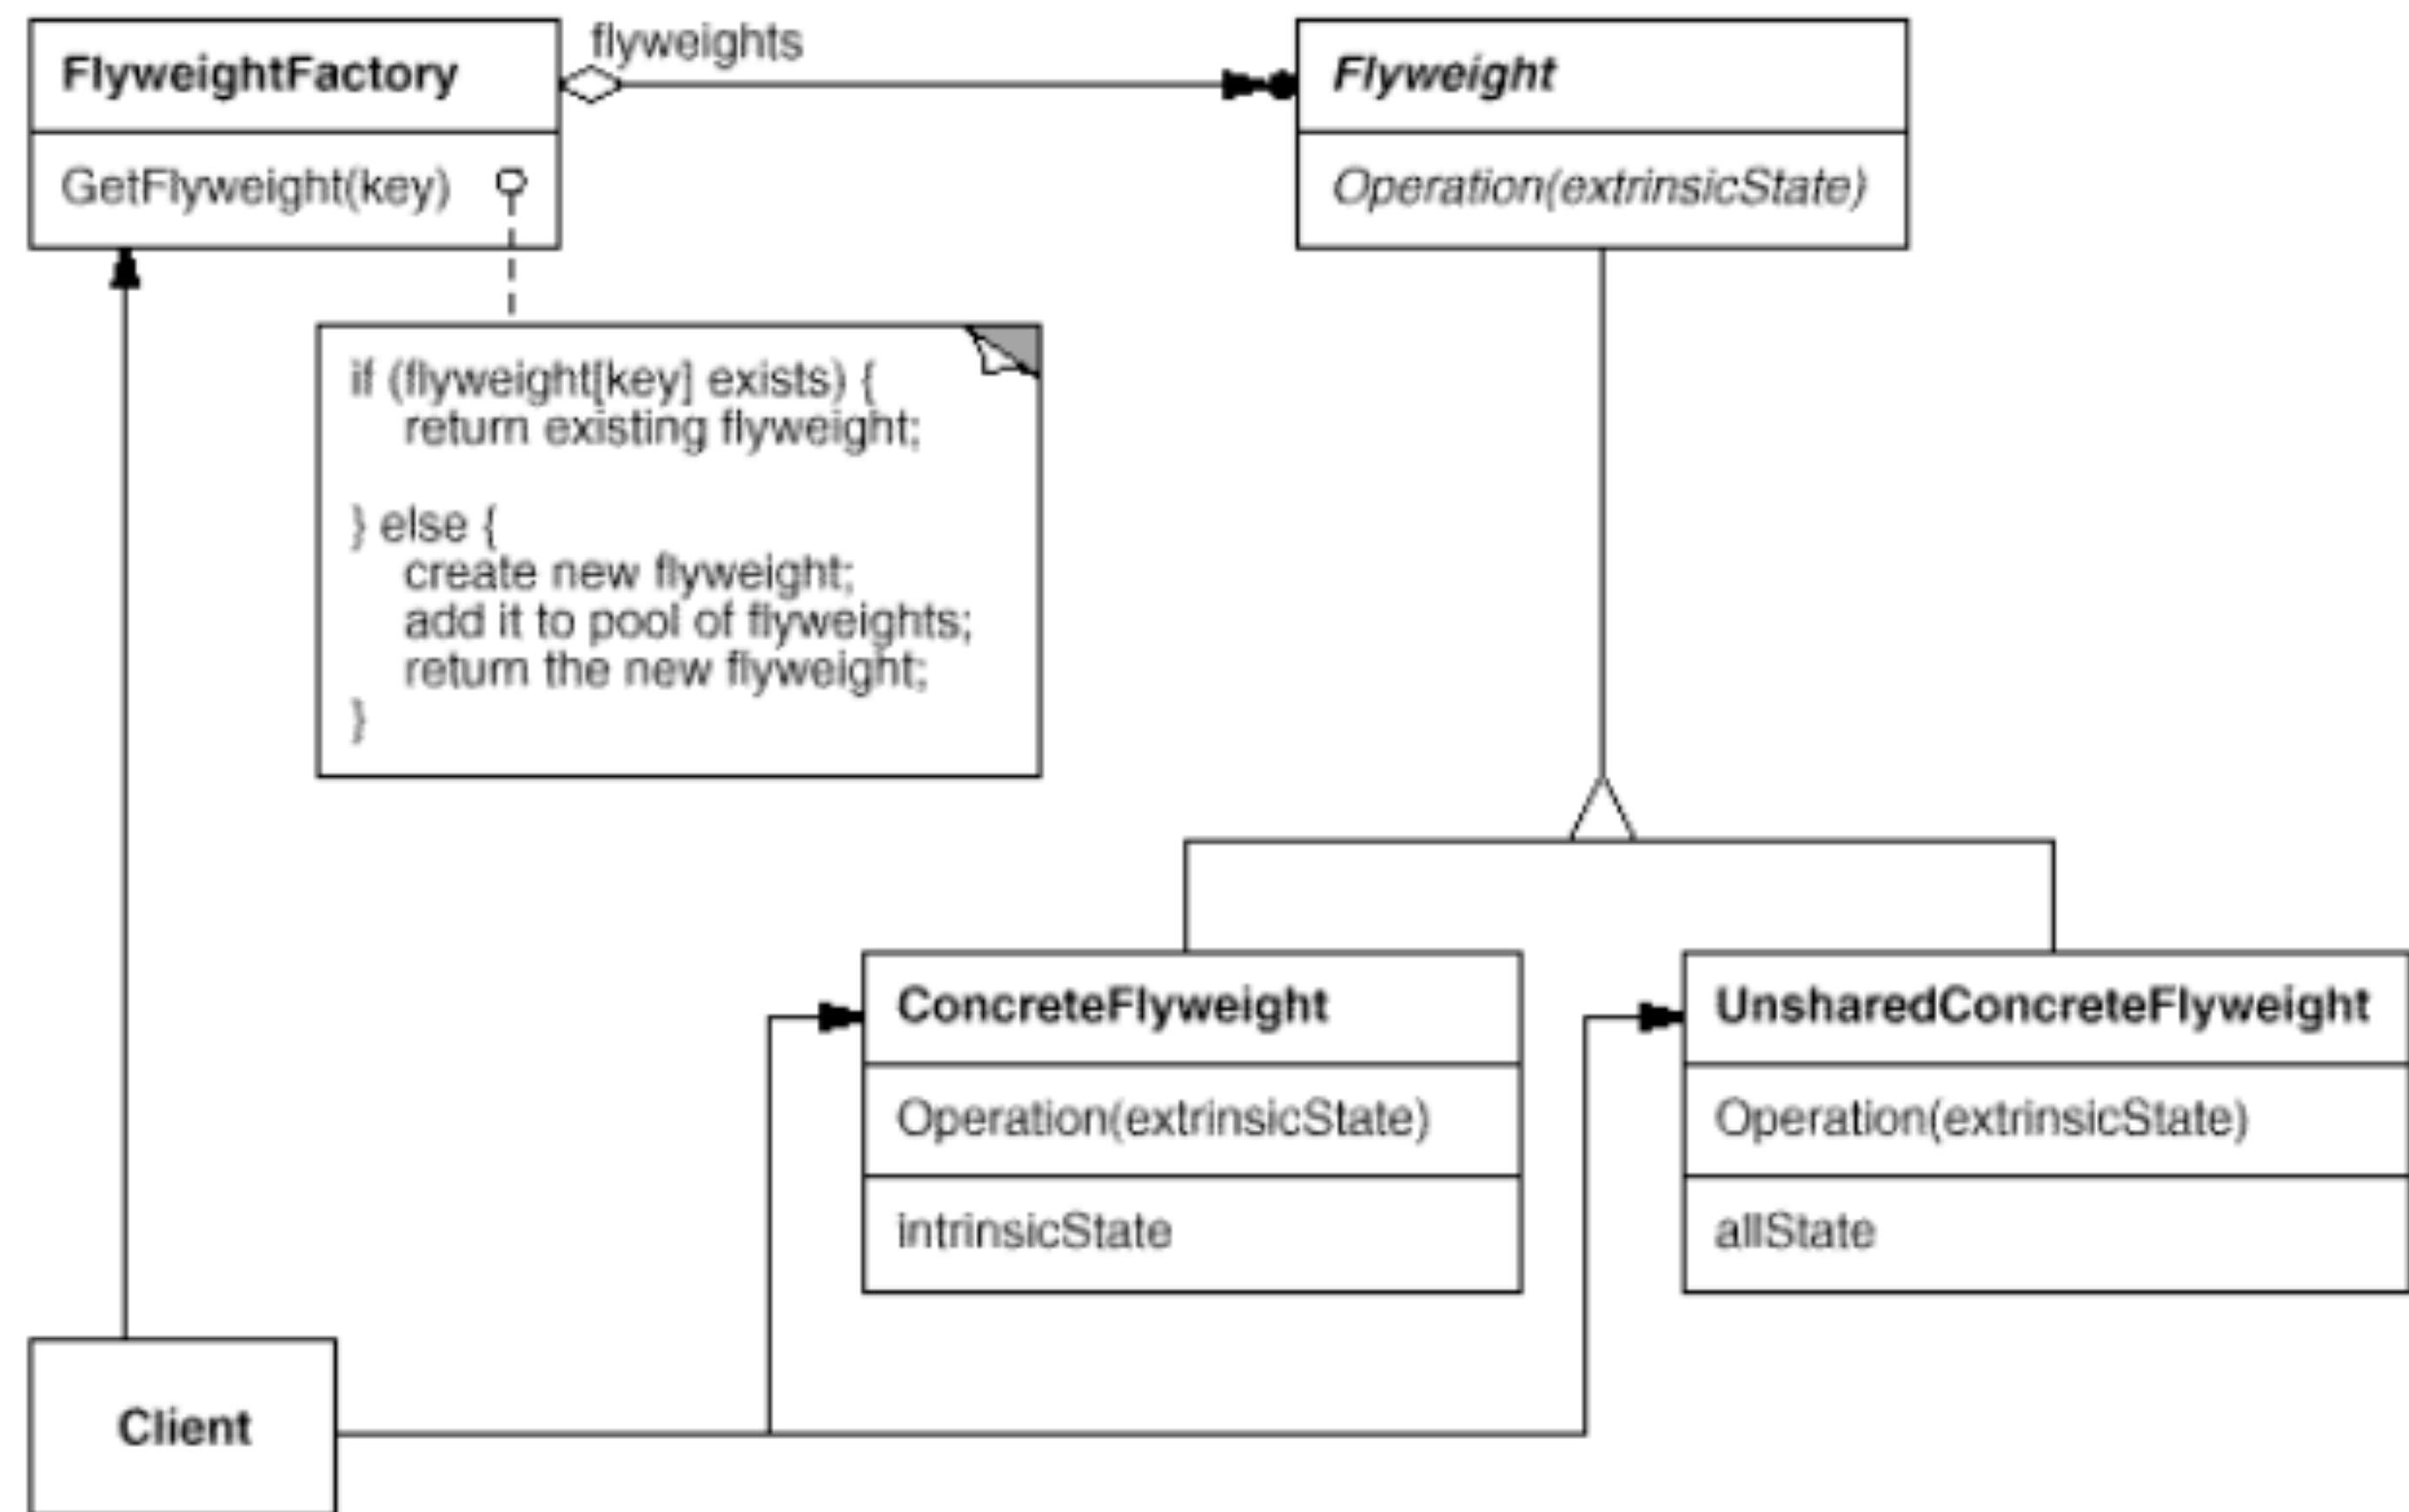 FlyweightFactory
GetFlyweight(key)
flyweights
Flyweight
Operation(extrinsicState)
if (flyweight[key] exists) {
return existing flyweight;
} else {
create new flyweight;
add it to pool of flyweights;
return the new flyweight;
}
ConcreteFlyweight
Operation(extrinsicState)
intrinsicState
UnsharedConcreteFlyweight
Operation(extrinsicState)
allState
Client